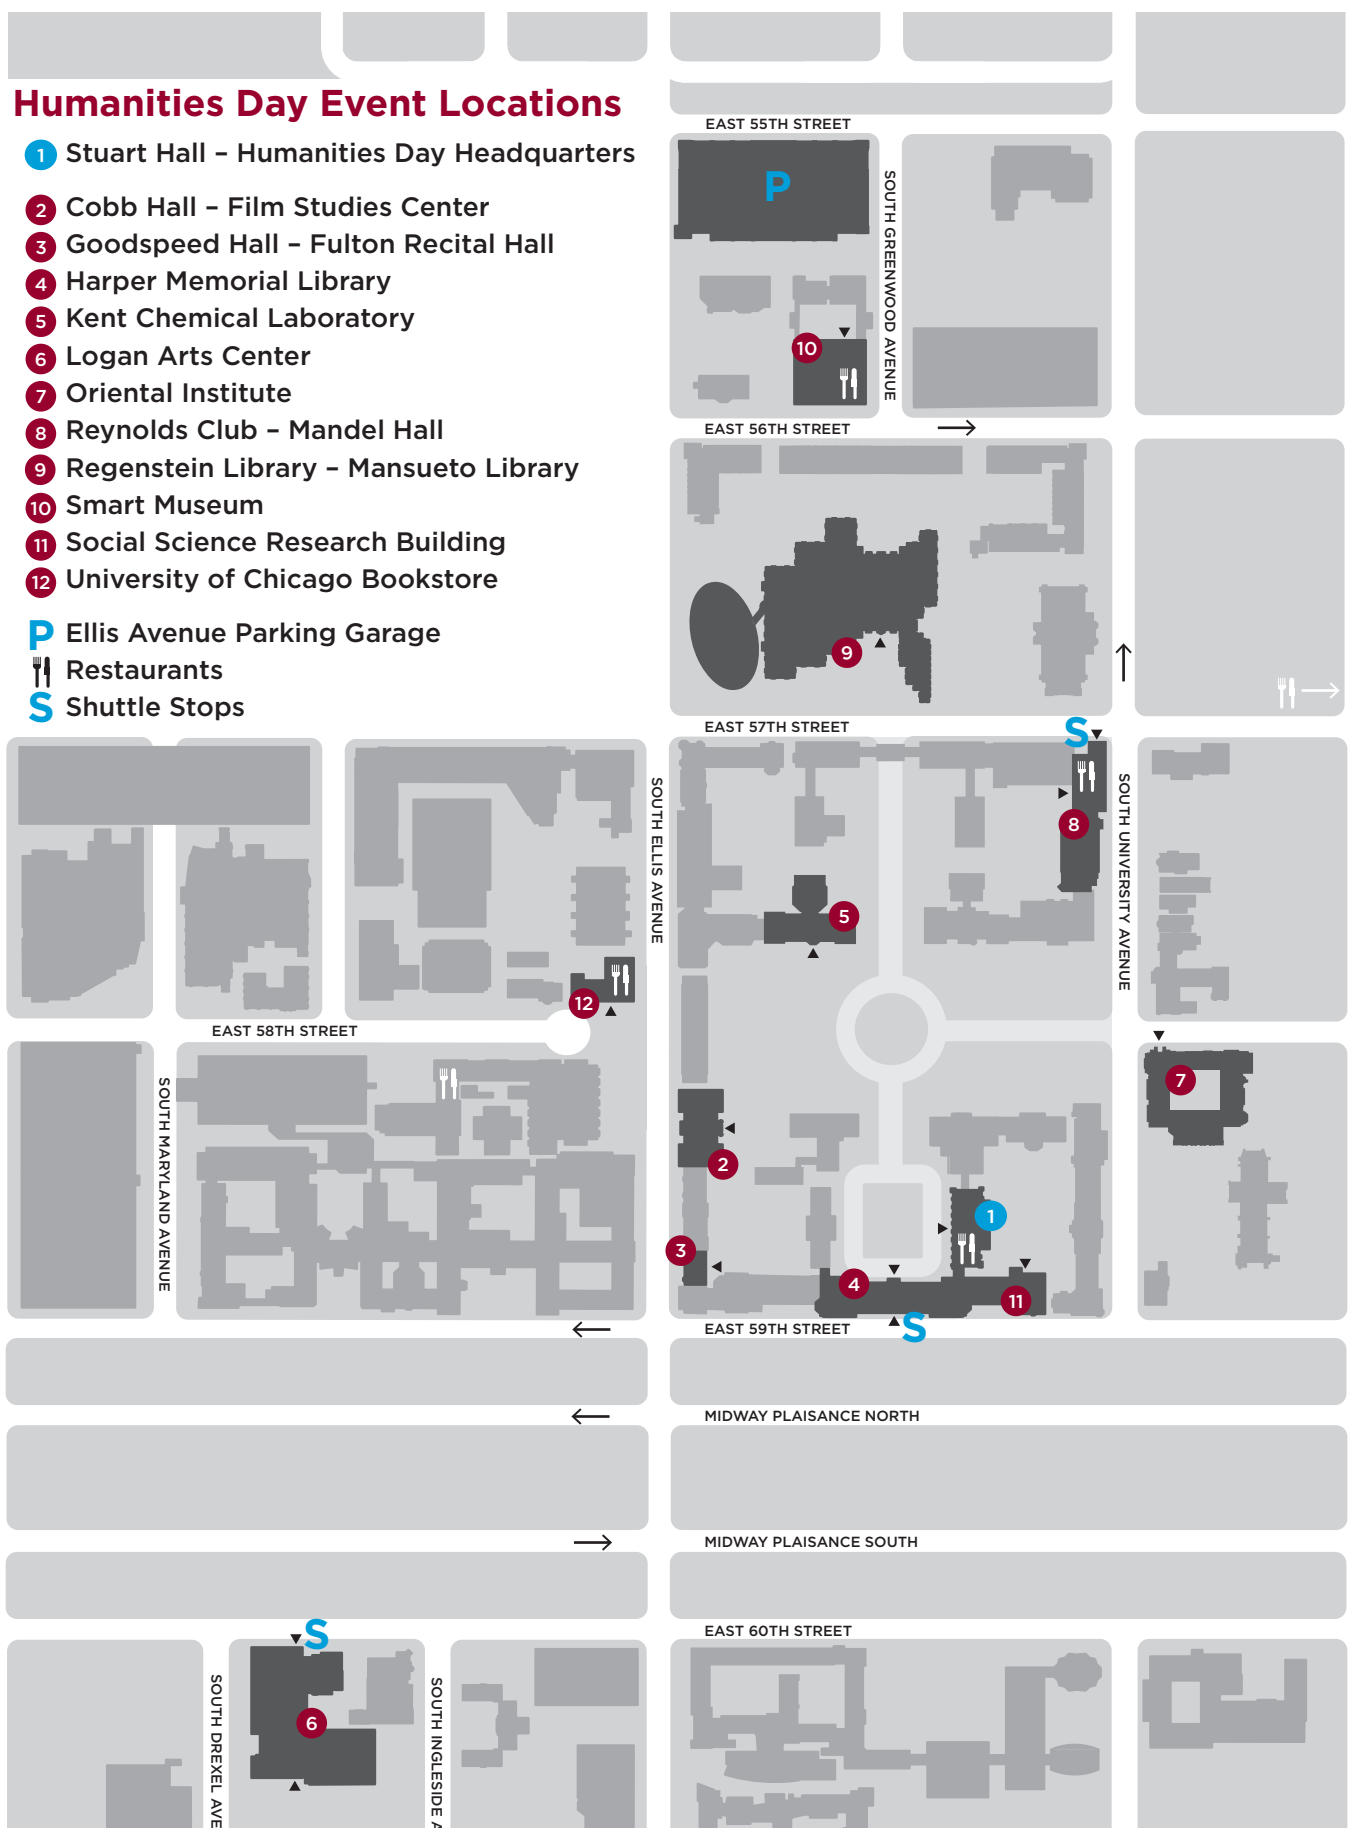 Humanities Day Event Locations
1 Stuart Hall – Humanities Day Headquarters
2 Cobb Hall – Film Studies Center
3 Goodspeed Hall – Fulton Recital Hall
4 Harper Memorial Library
5 Kent Chemical Laboratory
6 Logan Arts Center
7 Oriental Institute
8 Reynolds Club – Mandel Hall
9 Regenstein Library – Mansueto Library
10 Smart Museum
11 Social Science Research Building
12 University of Chicago Bookstore
P Ellis Avenue Parking Garage
Restaurants
S Shuttle Stops
EAST 55TH STREET
P
SOUTH GREENWOOD AVENUE
10
EAST 56TH STREET
9
EAST 57TH STREET
S
SOUTH ELLIS AVENUE
SOUTH UNIVERSITY AVENUE
8
5
12
EAST 58TH STREET
SOUTH MARYLAND AVENUE
7
2
1
3
4
11
EAST 59TH STREET
S
MIDWAY PLAISANCE NORTH
MIDWAY PLAISANCE SOUTH
EAST 60TH STREET
S
SOUTH DREXEL AVE
SOUTH INGLESIDE A
6